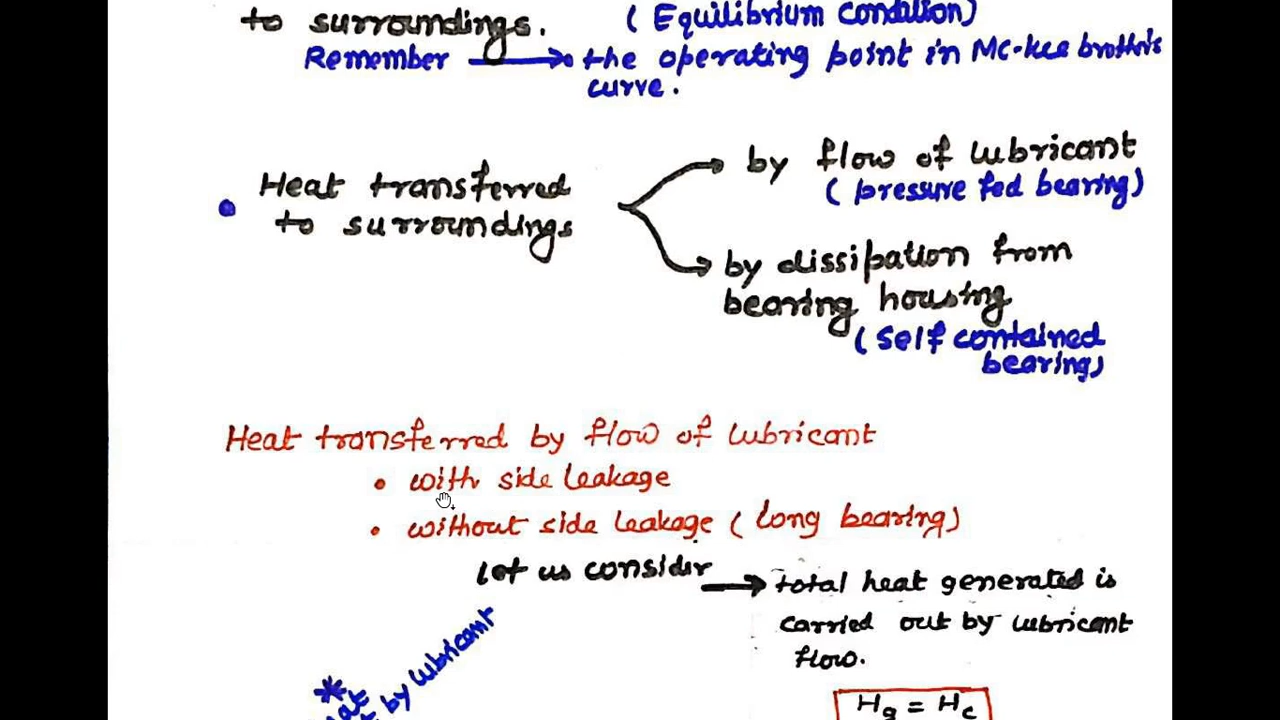 to surroundings. (Equilibrium condition)
Remember → the operating point in Mc-kee brother's
curve.
by flow of lubricant
(pressure fed bearing)
• Heat transferred
to surroundings
by dissipation from
bearing housing
(self contained
bearing)
Heat transferred by flow of lubricant
• with side leakage
• without side leakage (long bearing)
let us consider → total heat generated is
carried out by lubricant
flow.
by lubricant
Hg = Hc